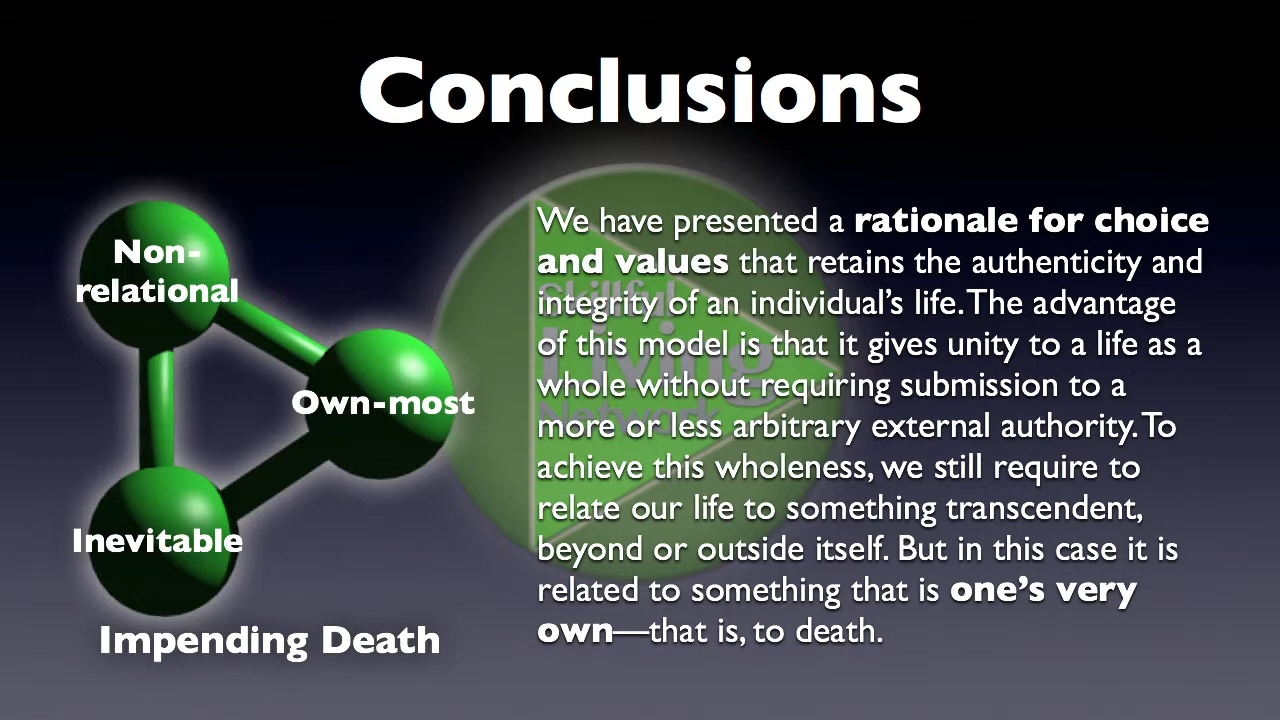 Conclusions
Non-
relational
Own-most
Inevitable
Impending Death
We have presented a rationale for choice
and values that retains the authenticity and
integrity of an individual's life. The advantage
of this model is that it gives unity to a life as a
whole without requiring submission to a
more or less arbitrary external authority. To
achieve this wholeness, we still require to
relate our life to something transcendent,
beyond or outside itself. But in this case it is
related to something that is one's very
own—that is, to death.
Skillful
Living
Network